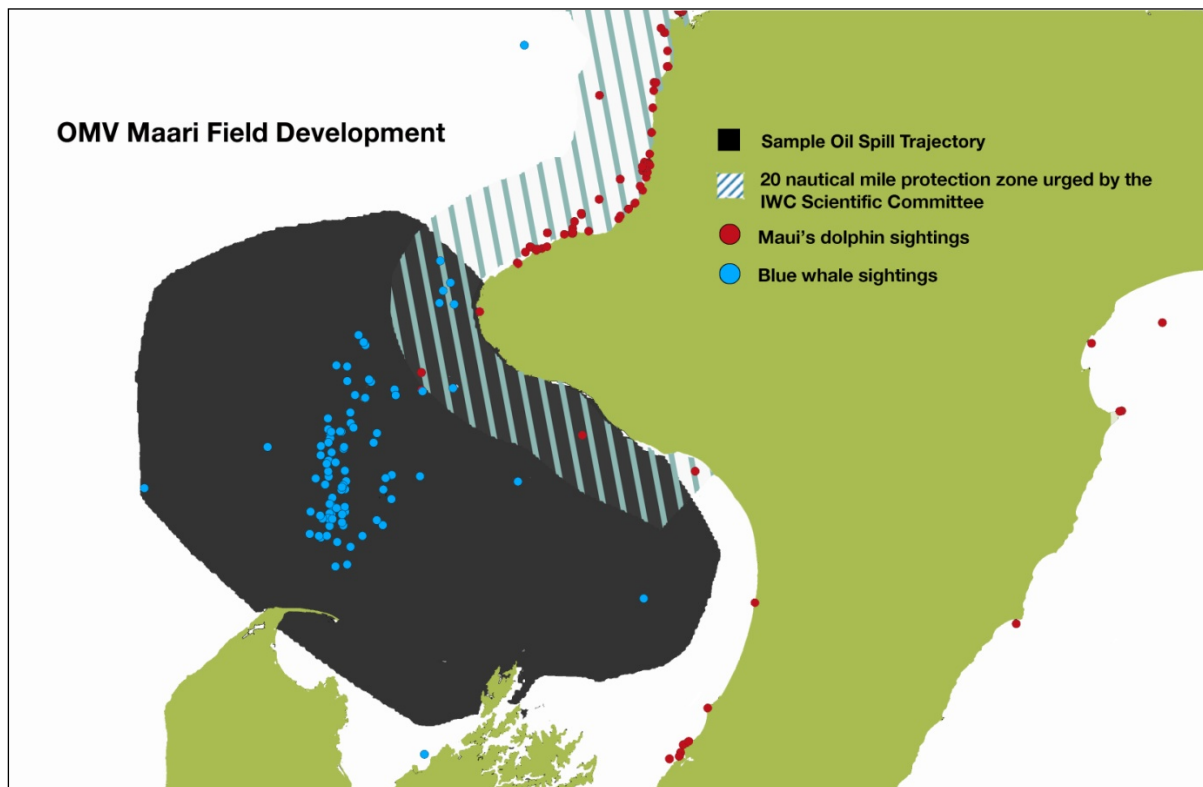 OMV Maari Field Development
Sample Oil Spill Trajectory
20 nautical mile protection zone urged by the
IWC Scientific Committee
Maui's dolphin sightings
Blue whale sightings